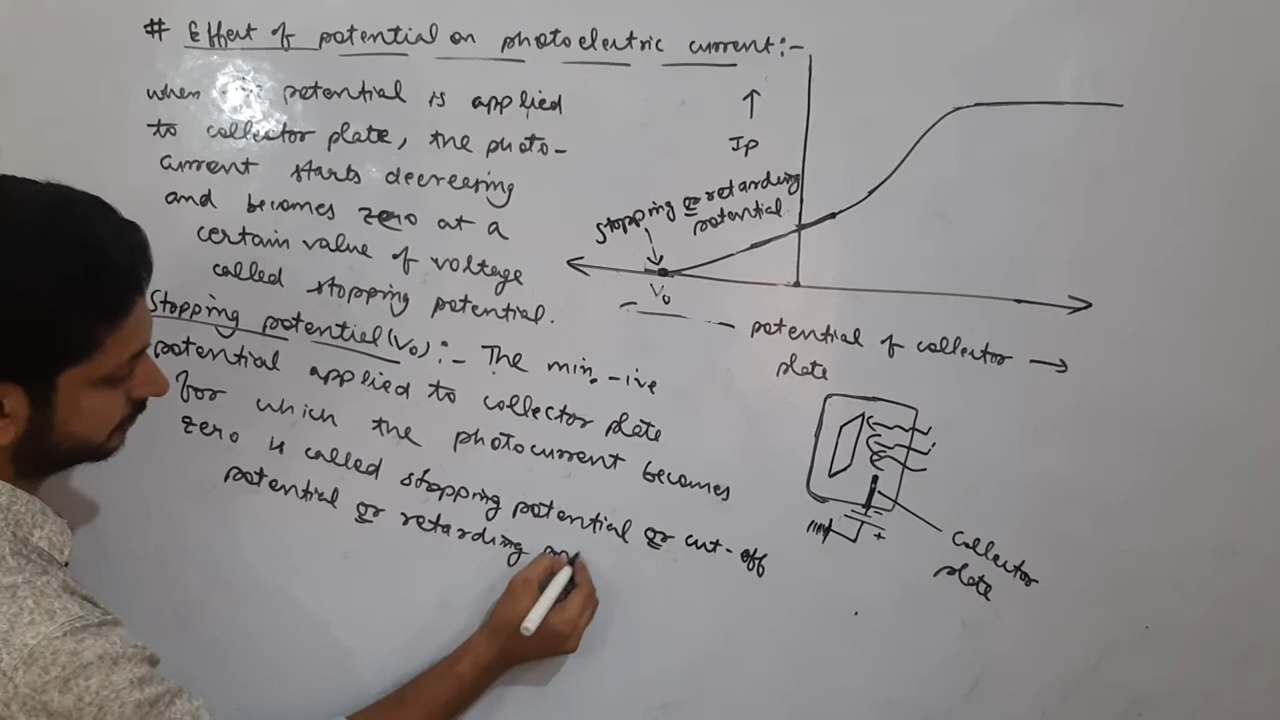 # Effect of potential on photoelectric current:-
when potential is applied
to collector plate, the photo-
current starts decreasing
and becomes zero at a
certain value of voltage
called stopping potential.
Stopping potential (V₀) :- The min. -ive
potential applied to collector plate
for which the photocurrent becomes
zero is called stopping potential or cut-off
potential or retarding
↑
Ip
stopping or retarding
potential
V₀
potential of collector →
plate
+
collector
plate